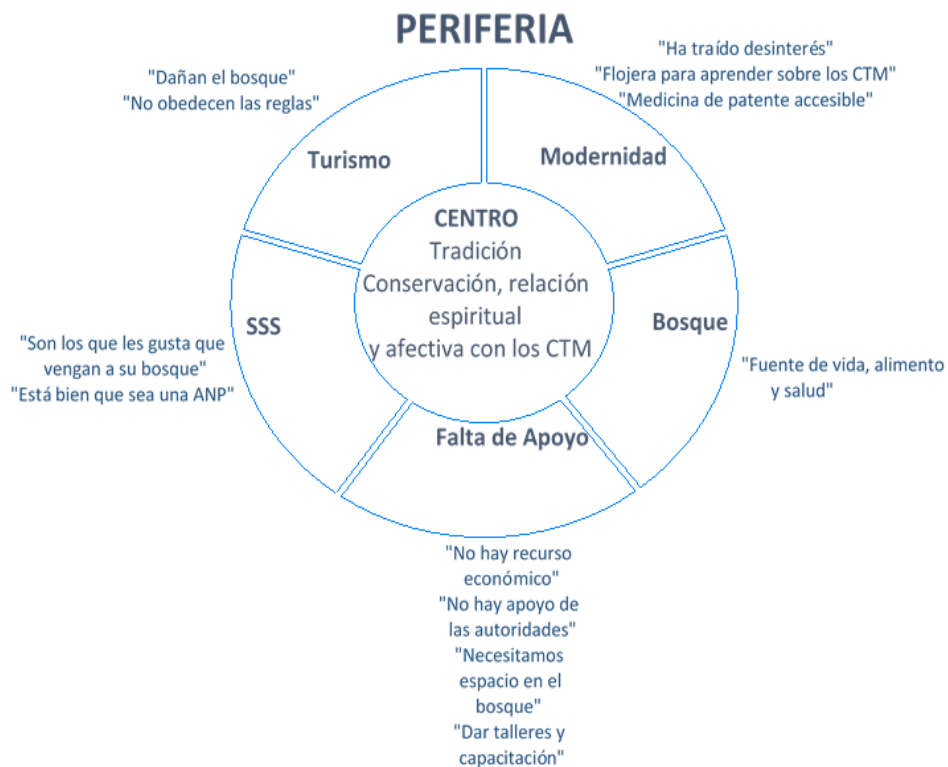 PERIFERIA
"Dañan el bosque"
"No obedecen las reglas"
"Ha traído desinterés"
"Flojera para aprender sobre los CTM"
"Medicina de patente accesible"
Turismo
Modernidad
CENTRO
Tradición
Conservación, relación
espiritual
y afectiva con los CTM
SSS
Bosque
"Son los que les gusta que
vengan a su bosque"
"Está bien que sea una ANP"
"Fuente de vida, alimento
y salud"
Falta de Apoyo
"No hay recurso
económico"
"No hay apoyo de
las autoridades"
"Necesitamos
espacio en el
bosque"
"Dar talleres y
capacitación"